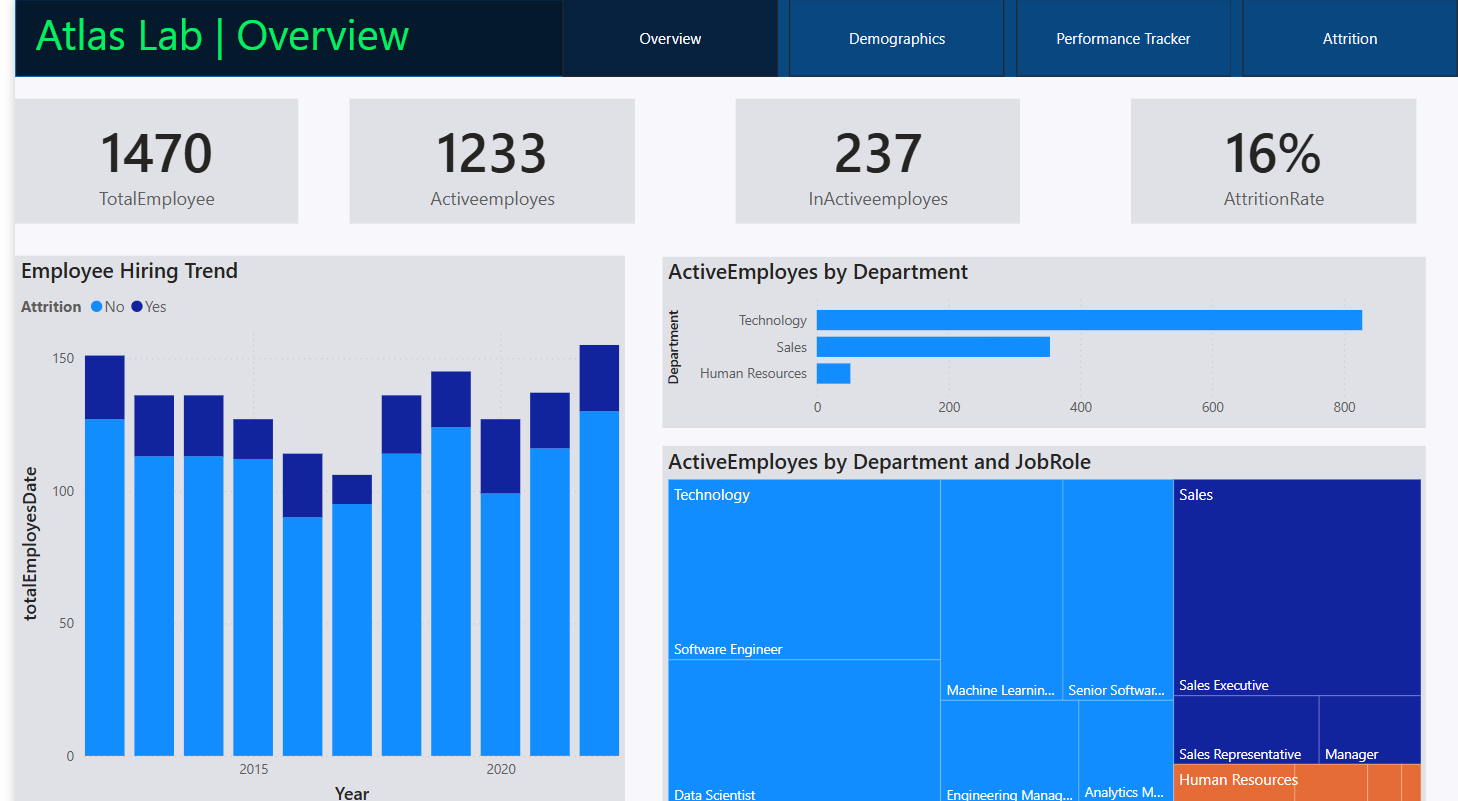 Atlas Lab | Overview
Overview
Demographics
Performance Tracker
Attrition
1470
TotalEmployee
1233
Activeemployes
237
InActiveemployes
16%
AttritionRate
Employee Hiring Trend
Attrition No Yes
totalEmployesDate
150
100
50
0
2015 2020
Year
ActiveEmployes by Department
Department
Technology
Sales
Human Resources
0 200 400 600 800
ActiveEmployes by Department and JobRole
Technology
Software Engineer
Data Scientist
Machine Learnin...
Senior Softwar...
Engineering Manag...
Analytics M...
Sales
Sales Executive
Sales Representative
Manager
Human Resources